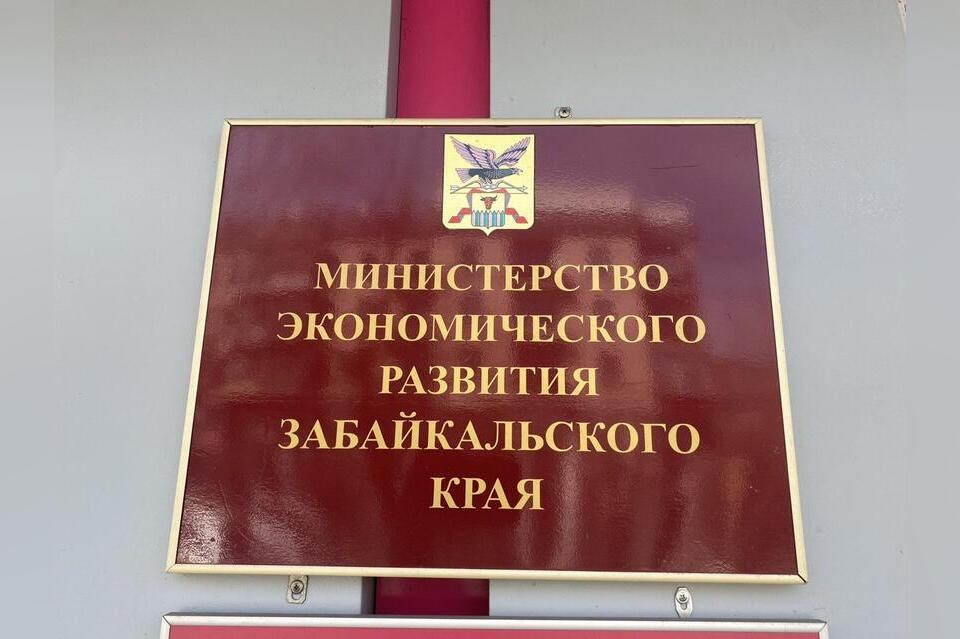 МИНИСТЕРСТВО
ЭКОНОМИЧЕСКОГО
РАЗВИТИЯ
ЗАБАЙКАЛЬСКОГО
КРАЯ